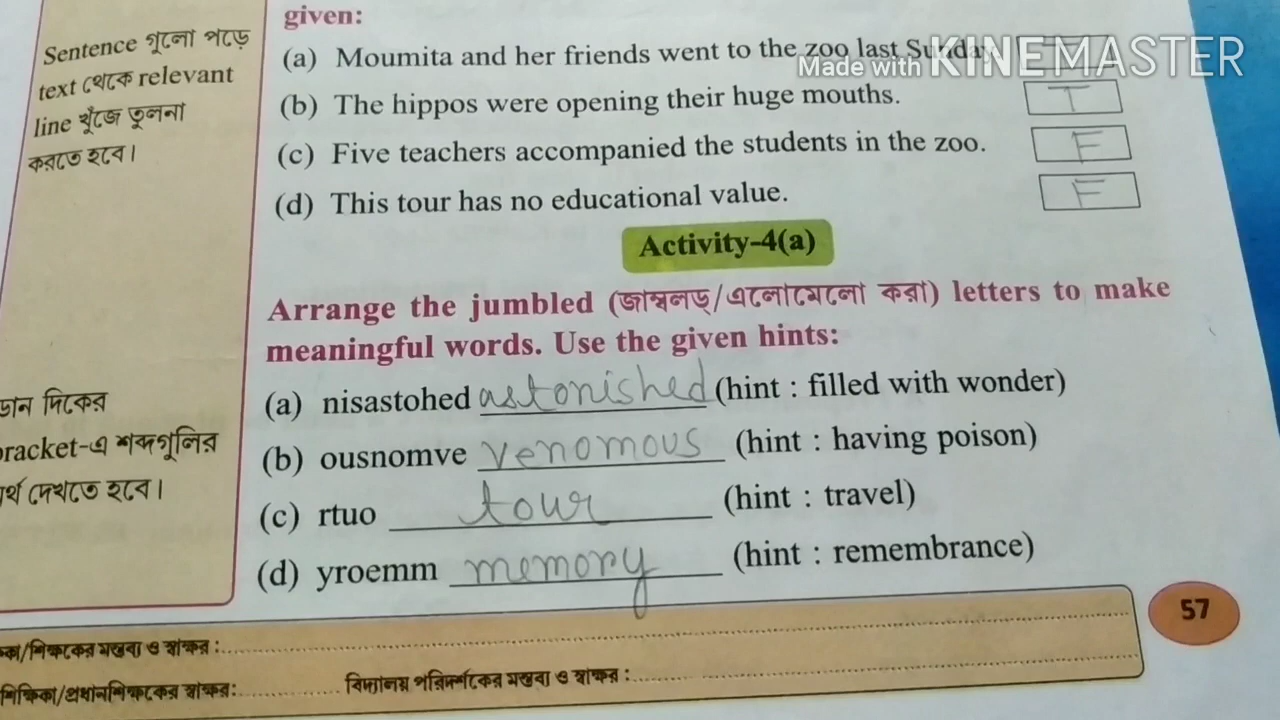 given:
Sentence গুলো পড়ে
text থেকে relevant
line খুঁজে তুলনা
করতে হবে।
(a) Moumita and her friends went to the zoo last Sunday
Made with KINEMASTER
(b) The hippos were opening their huge mouths. T
(c) Five teachers accompanied the students in the zoo. F
(d) This tour has no educational value. F
Activity-4(a)
Arrange the jumbled (জাম্বলড্/এলোমেলো করা) letters to make
meaningful words. Use the given hints:
ডান দিকের
bracket-এ শব্দগুলির
অর্থ দেখতে হবে।
(a) nisastohed astonished (hint : filled with wonder)
(b) ousnomve venomous (hint : having poison)
(c) rtuo tour (hint : travel)
(d) yroemm memory (hint : remembrance)
57
/শিক্ষকের মন্তব্য ও স্বাক্ষর :
শিক্ষিকা/প্রধানশিক্ষকের স্বাক্ষর: বিদ্যালয় পরিদর্শকের মন্তব্য ও স্বাক্ষর :